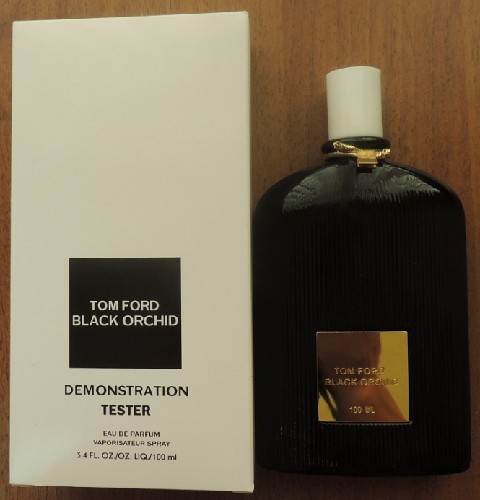 TOM FORD
BLACK ORCHID
DEMONSTRATION
TESTER
EAU DE PARFUM
VAPORISATEUR SPRAY
3.4 FL. OZ./OZ. LIQ/100 ml
TOM FORD
BLACK ORCHID
100 ML